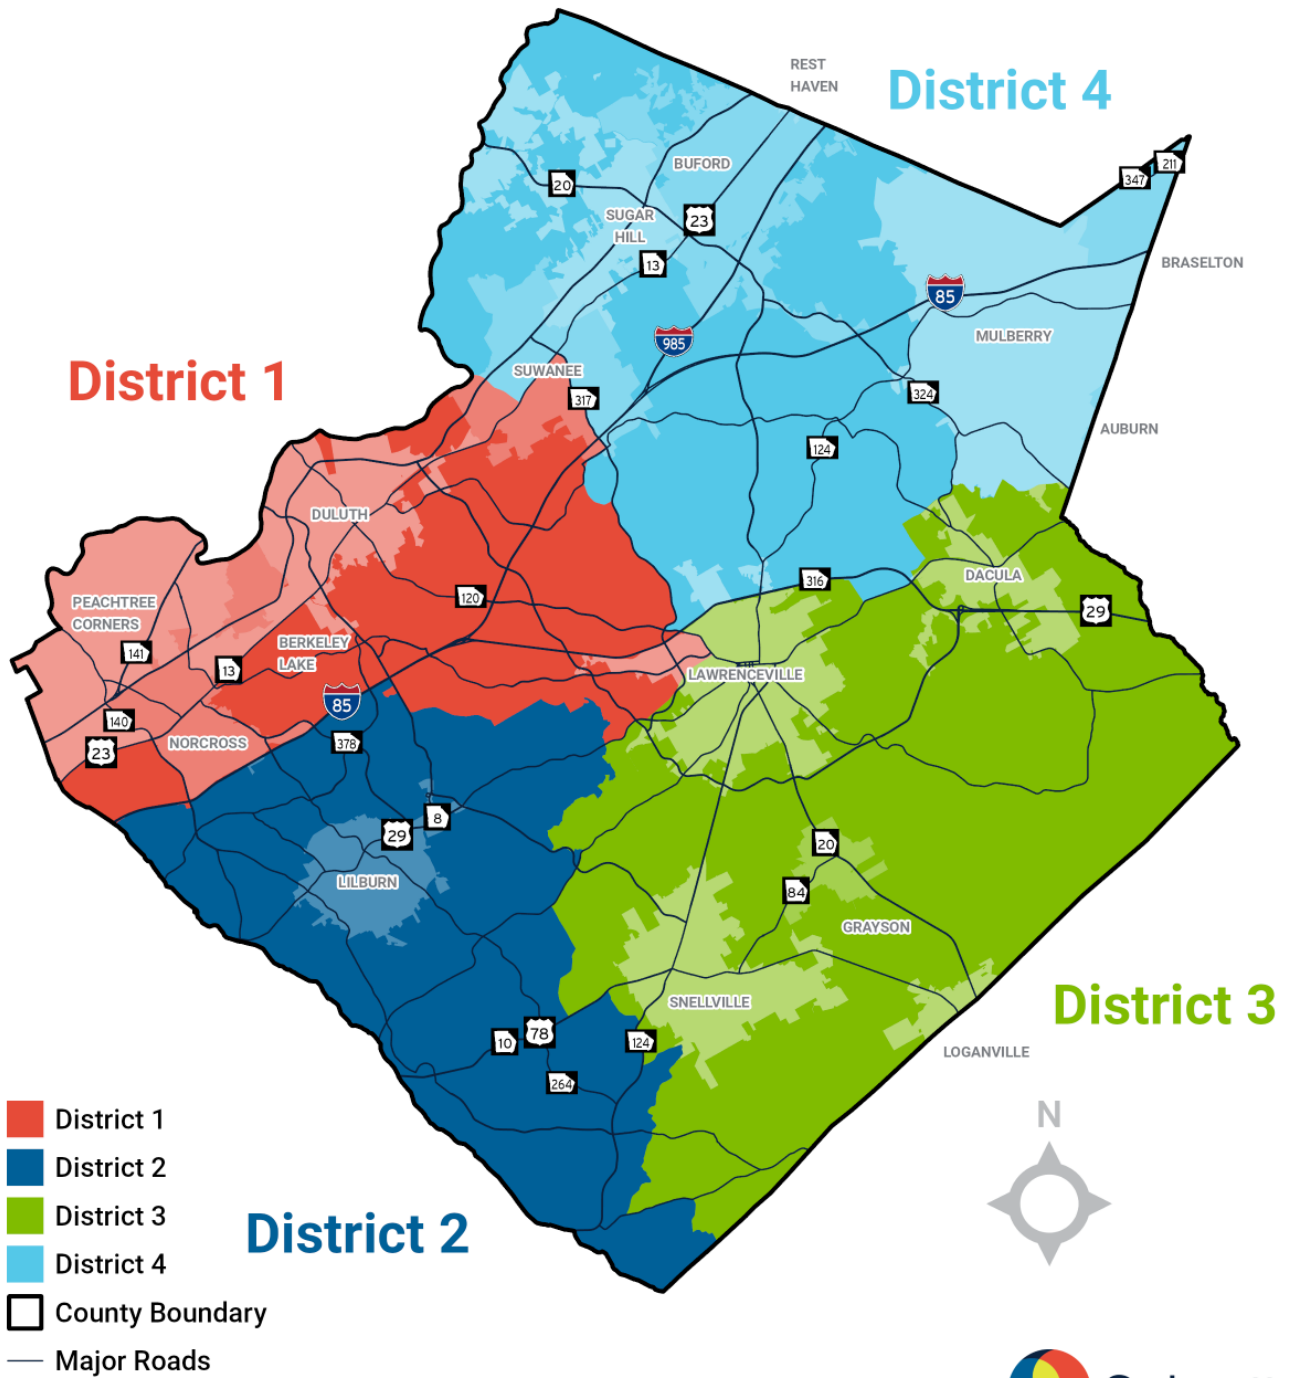 REST
HAVEN
District 4
211
347
BUFORD
20
SUGAR
HILL
23
13
BRASELTON
85
MULBERRY
985
District 1
SUWANEE
317
324
AUBURN
124
DULUTH
316
DACULA
120
PEACHTREE
CORNERS
29
141
BERKELEY
LAKE
13
LAWRENCEVILLE
85
140
23
NORCROSS
378
8
29
20
LILBURN
84
GRAYSON
SNELLVILLE
District 3
78
10
124
LOGANVILLE
264
N
District 1
District 2
District 3
District 2
District 4
County Boundary
Major Roads